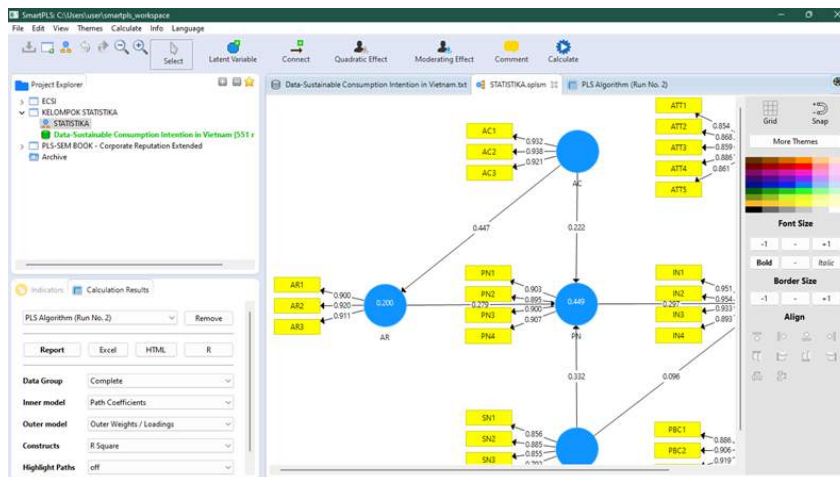 SmartPLS: C:\Users\user\smartpls_workspace
File Edit View Themes Calculate Info Language
Select
Latent Variable
Connect
Quadratic Effect
Moderating Effect
Comment
Calculate
Project Explorer
ECSI
KELOMPOK STATISTIKA
STATISTIKA
Data-Sustainable Consumption Intention in Vietnam [551 r
PLS-SEM BOOK - Corporate Reputation Extended
Archive
Indicators
Calculation Results
PLS Algorithm (Run No. 2)
Remove
Report
Excel
HTML
R
Data Group
Complete
Inner model
Path Coefficients
Outer model
Outer Weights / Loadings
Constructs
R Square
Highlight Paths
off
Data-Sustainable Consumption Intention in Vietnam.txt
STATISTIKA.splsm
PLS Algorithm (Run No. 2)
AC1
AC2
AC3
0.932
0.938
0.921
AC
ATT1
ATT2
ATT3
ATT4
ATT5
0.854
0.868
0.859
0.886
0.861
0.447
0.222
AR1
AR2
AR3
0.900
0.920
0.911
0.200
AR
0.279
PN1
PN2
PN3
PN4
0.903
0.895
0.900
0.907
0.449
PN
0.297
IN1
IN2
IN3
IN4
0.951
0.954
0.933
0.893
0.332
0.096
SN1
SN2
SN3
0.856
0.885
0.855
PBC1
PBC2
0.886
0.906
0.919
Grid
Snap
More Themes
Font Size
-1
-
+1
Bold
-
Italic
Border Size
-1
-
+1
Align